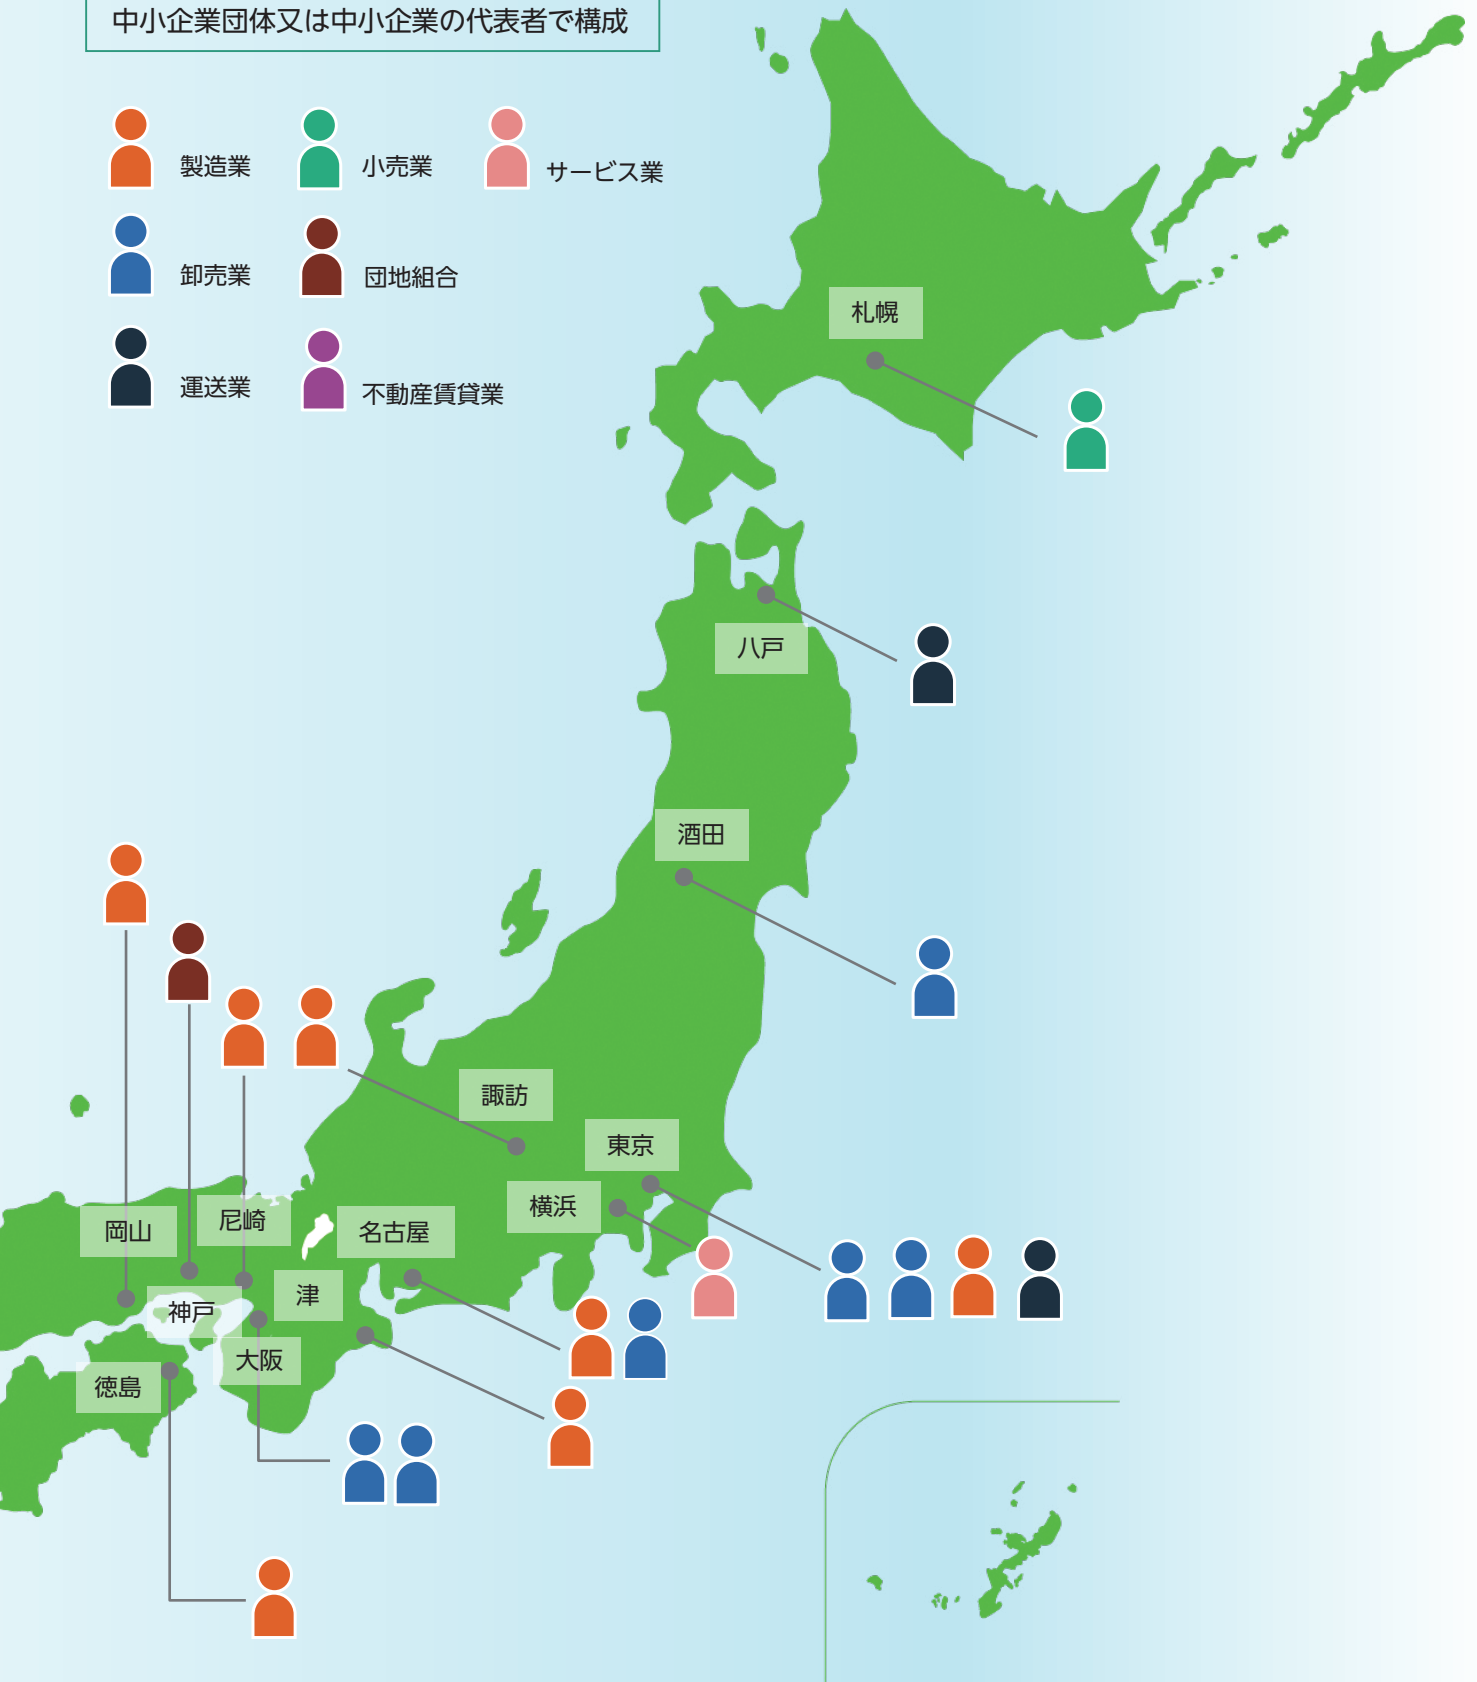 中小企業団体又は中小企業の代表者で構成
製造業
小売業
サービス業
卸売業
団地組合
運送業
不動産賃貸業
札幌
八戸
酒田
諏訪
東京
横浜
岡山
尼崎
名古屋
神戸
津
大阪
徳島